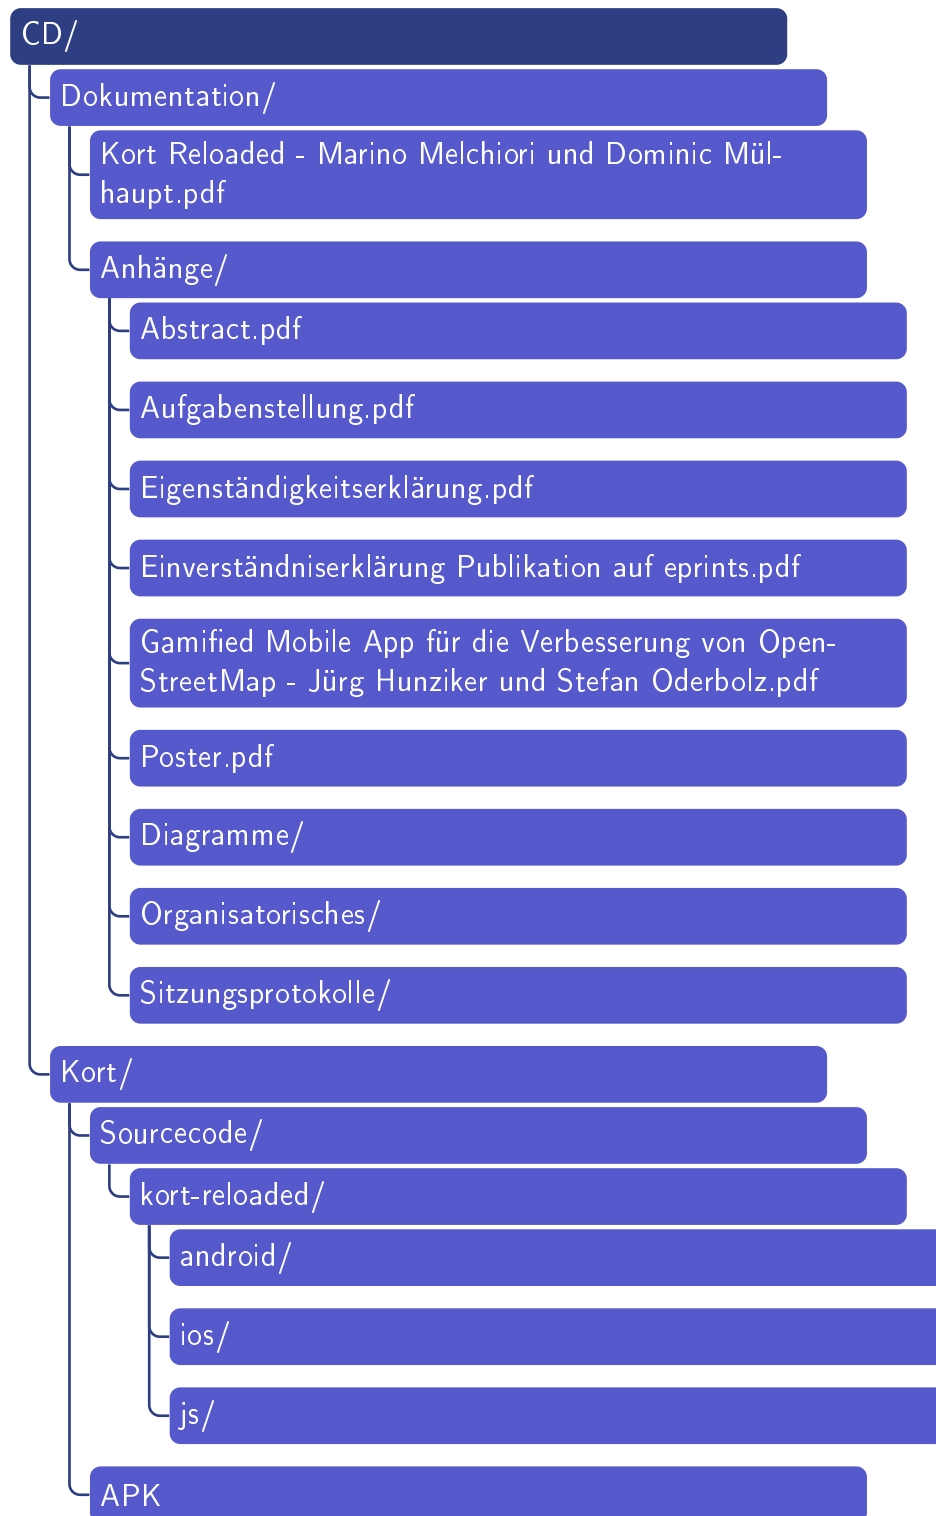 CD/
Dokumentation/
Kort Reloaded - Marino Melchiori und Dominic Mül-
haupt.pdf
Anhänge/
Abstract.pdf
Aufgabenstellung.pdf
Eigenständigkeitserklärung.pdf
Einverständniserklärung Publikation auf eprints.pdf
Gamified Mobile App für die Verbesserung von Open-
StreetMap - Jürg Hunziker und Stefan Oderbolz.pdf
Poster.pdf
Diagramme/
Organisatorisches/
Sitzungsprotokolle/
Kort/
Sourcecode/
kort-reloaded/
android/
ios/
js/
APK